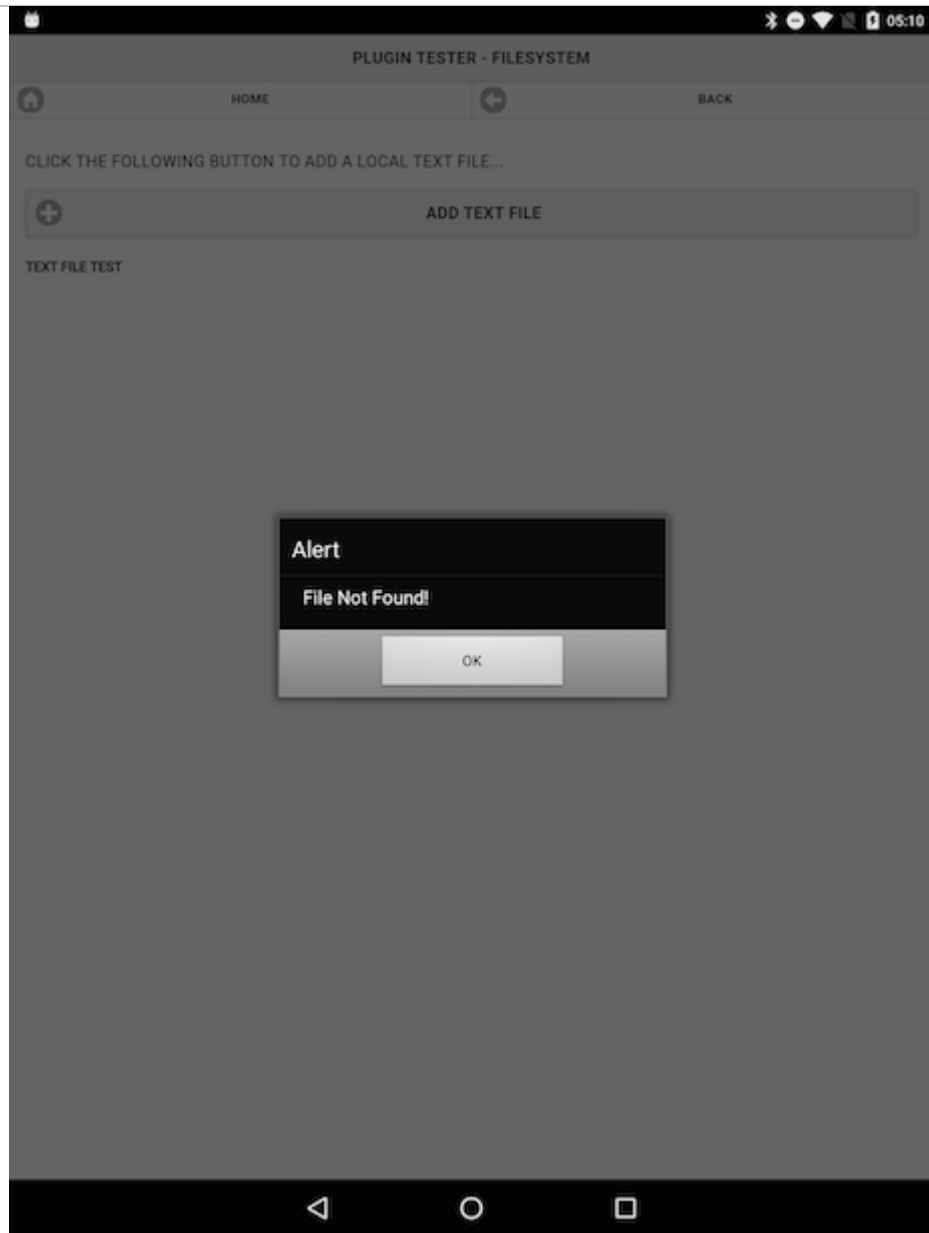 05:10
PLUGIN TESTER - FILESYSTEM
HOME
BACK
CLICK THE FOLLOWING BUTTON TO ADD A LOCAL TEXT FILE...
ADD TEXT FILE
TEXT FILE TEST
Alert
File Not Found!
OK